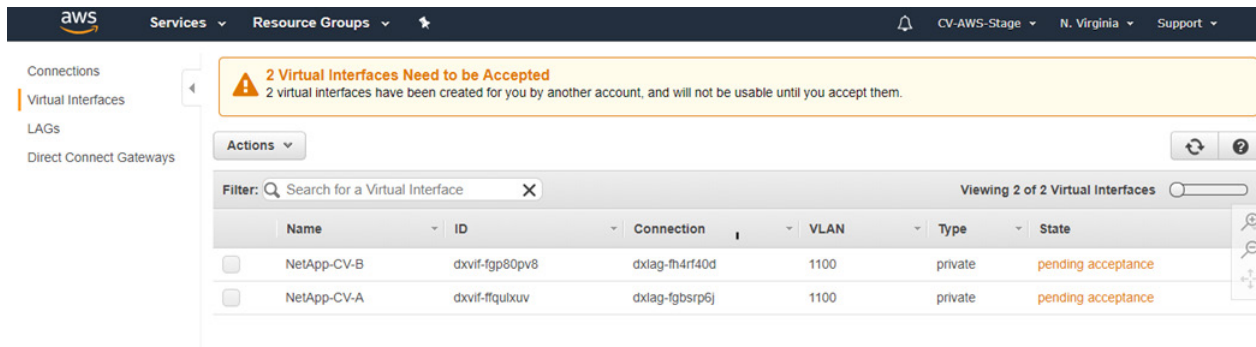 aws Services Resource Groups CV-AWS-Stage N. Virginia Support
Connections
Virtual Interfaces
LAGs
Direct Connect Gateways
2 Virtual Interfaces Need to be Accepted
2 virtual interfaces have been created for you by another account, and will not be usable until you accept them.
Actions
Filter: Search for a Virtual Interface Viewing 2 of 2 Virtual Interfaces
Name ID Connection VLAN Type State
NetApp-CV-B dxvif-fgp80pv8 dxlag-fh4rf40d 1100 private pending acceptance
NetApp-CV-A dxvif-ffqulxuv dxlag-fgbsrp6j 1100 private pending acceptance